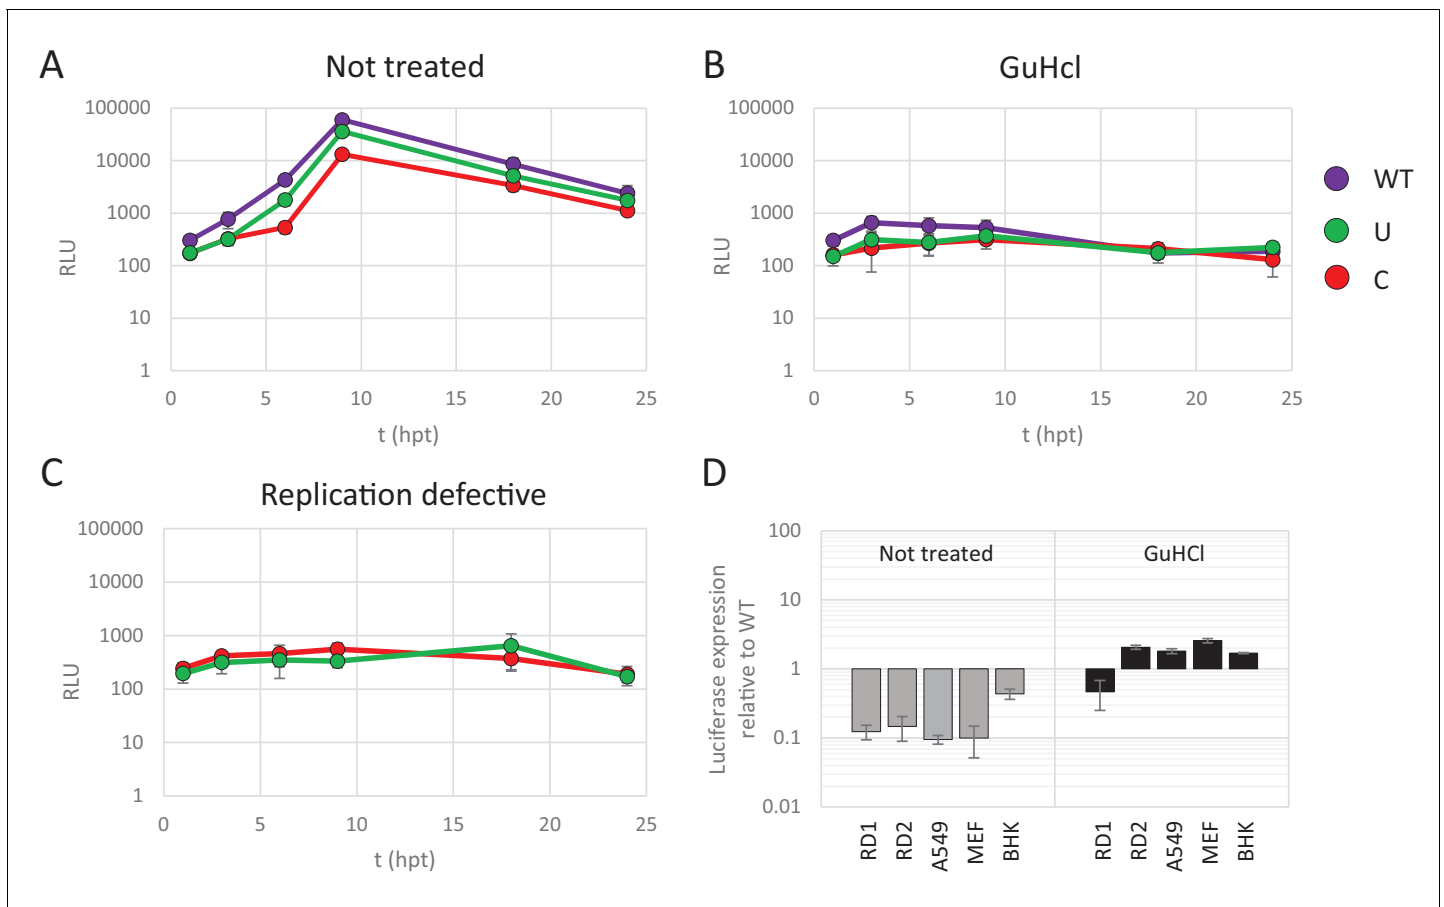 A
Not treated
100000
10000
1000
100
10
1
RLU
0 5 10 15 20 25
t (hpt)
B
GuHcl
100000
10000
1000
100
10
1
RLU
0 5 10 15 20 25
t (hpt)
WT
U
C
C
Replication defective
100000
10000
1000
100
10
1
RLU
0 5 10 15 20 25
t (hpt)
D
100
10
1
0.1
0.01
Luciferase expression
relative to WT
Not treated
GuHCl
RD1 RD2 A549 MEF BHK
RD1 RD2 A549 MEF BHK